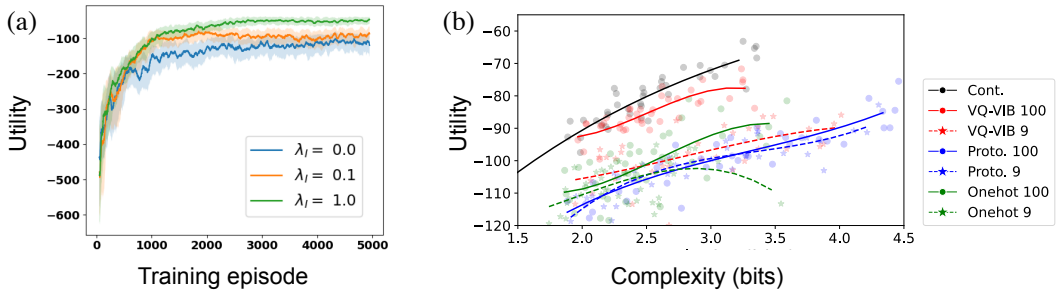 (a)
Utility
−100
−200
−300
−400
−500
−600
0
1000
2000
3000
4000
5000
Training episode
λ_I = 0.0
λ_I = 0.1
λ_I = 1.0
(b)
Utility
−60
−70
−80
−90
−100
−110
−120
1.5
2.0
2.5
3.0
3.5
4.0
4.5
Complexity (bits)
Cont.
VQ-VIB 100
VQ-VIB 9
Proto. 100
Proto. 9
Onehot 100
Onehot 9